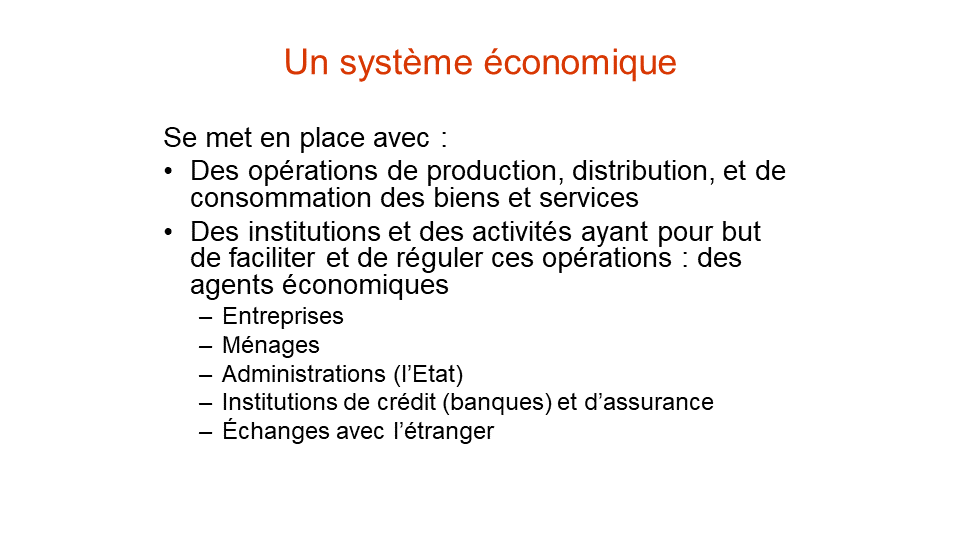 Un système économique
Se met en place avec :
• Des opérations de production, distribution, et de
consommation des biens et services
• Des institutions et des activités ayant pour but
de faciliter et de réguler ces opérations : des
agents économiques
– Entreprises
– Ménages
– Administrations (l’Etat)
– Institutions de crédit (banques) et d’assurance
– Échanges avec l’étranger